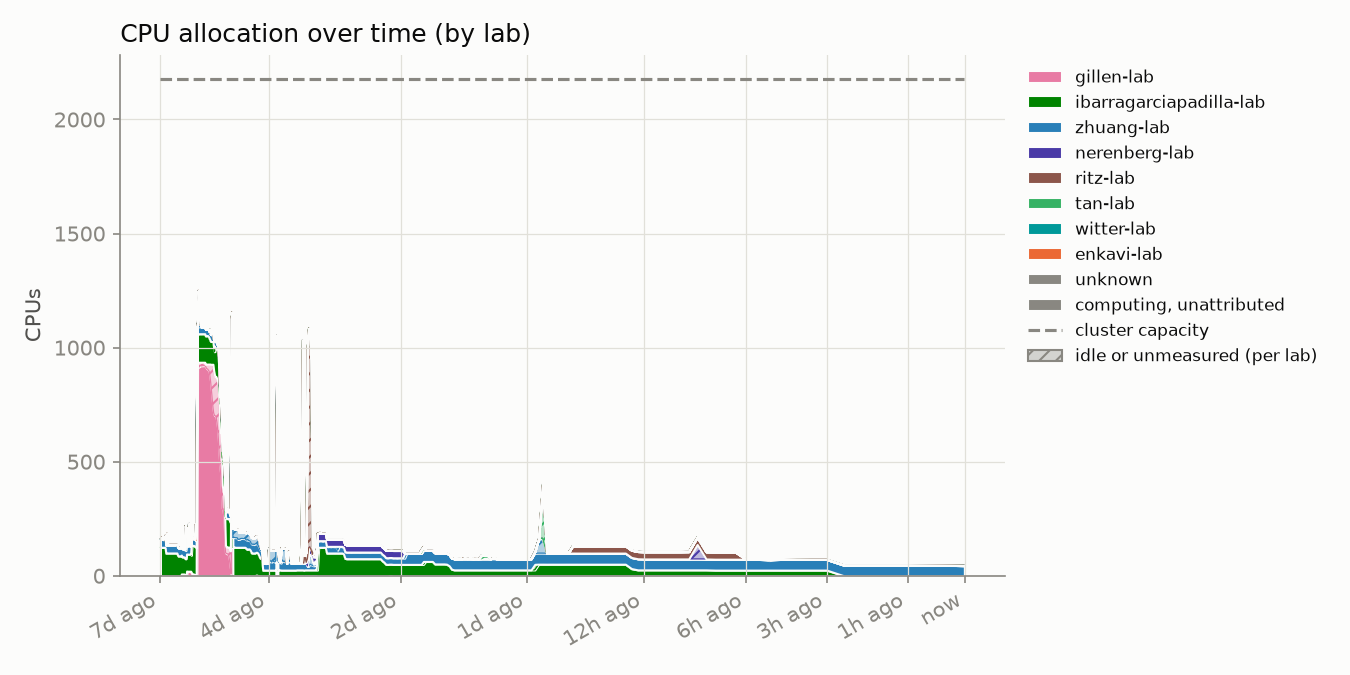 CPU allocation over time (by lab)
CPUs
2000
1500
1000
500
0
7d ago
4d ago
2d ago
1d ago
12h ago
6h ago
3h ago
1h ago
now
gillen-lab
ibarragarciapadilla-lab
zhuang-lab
nerenberg-lab
ritz-lab
tan-lab
witter-lab
enkavi-lab
unknown
computing, unattributed
cluster capacity
idle or unmeasured (per lab)